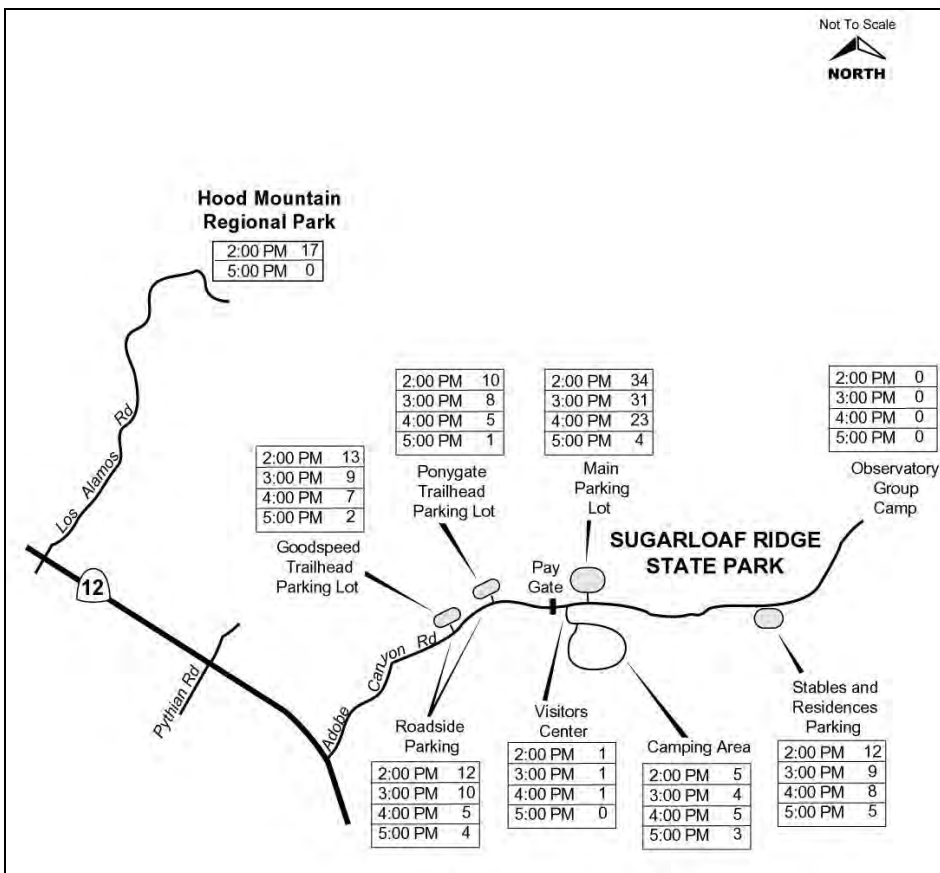 Not To Scale
NORTH
Hood Mountain
Regional Park
2:00 PM 17
5:00 PM 0
Los Alamos Rd
12
Pythian Rd
Adobe Canyon Rd
2:00 PM 13
3:00 PM 9
4:00 PM 7
5:00 PM 2
Goodspeed
Trailhead
Parking Lot
2:00 PM 10
3:00 PM 8
4:00 PM 5
5:00 PM 1
Ponygate
Trailhead
Parking Lot
2:00 PM 34
3:00 PM 31
4:00 PM 23
5:00 PM 4
Main
Parking
Lot
2:00 PM 0
3:00 PM 0
4:00 PM 0
5:00 PM 0
Observatory
Group
Camp
SUGARLOAF RIDGE
STATE PARK
Pay
Gate
Roadside
Parking
2:00 PM 12
3:00 PM 10
4:00 PM 5
5:00 PM 4
Visitors
Center
2:00 PM 1
3:00 PM 1
4:00 PM 1
5:00 PM 0
Camping Area
2:00 PM 5
3:00 PM 4
4:00 PM 5
5:00 PM 3
Stables and
Residences
Parking
2:00 PM 12
3:00 PM 9
4:00 PM 8
5:00 PM 5